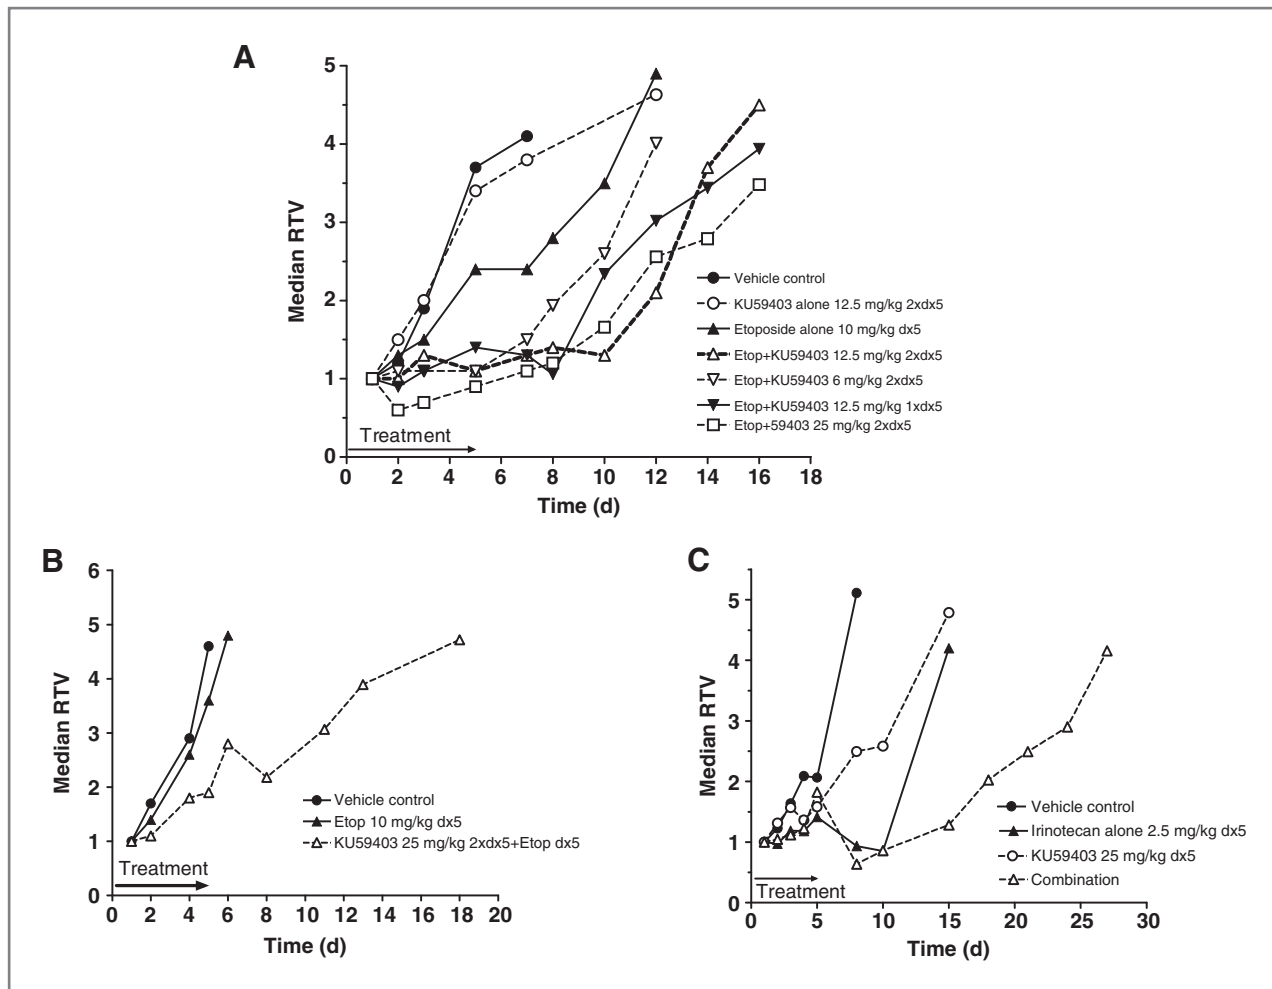 A
5
4
3
2
1
0
Median RTV
Vehicle control
KU59403 alone 12.5 mg/kg 2xdx5
Etoposide alone 10 mg/kg dx5
Etop+KU59403 12.5 mg/kg 2xdx5
Etop+KU59403 6 mg/kg 2xdx5
Etop+KU59403 12.5 mg/kg 1xdx5
Etop+59403 25 mg/kg 2xdx5
Treatment
0 2 4 6 8 10 12 14 16 18
Time (d)
B
6
5
4
3
2
1
0
Median RTV
Vehicle control
Etop 10 mg/kg dx5
KU59403 25 mg/kg 2xdx5+Etop dx5
Treatment
0 2 4 6 8 10 12 14 16 18 20
Time (d)
C
5
4
3
2
1
0
Median RTV
Vehicle control
Irinotecan alone 2.5 mg/kg dx5
KU59403 25 mg/kg dx5
Combination
Treatment
0 5 10 15 20 25 30
Time (d)